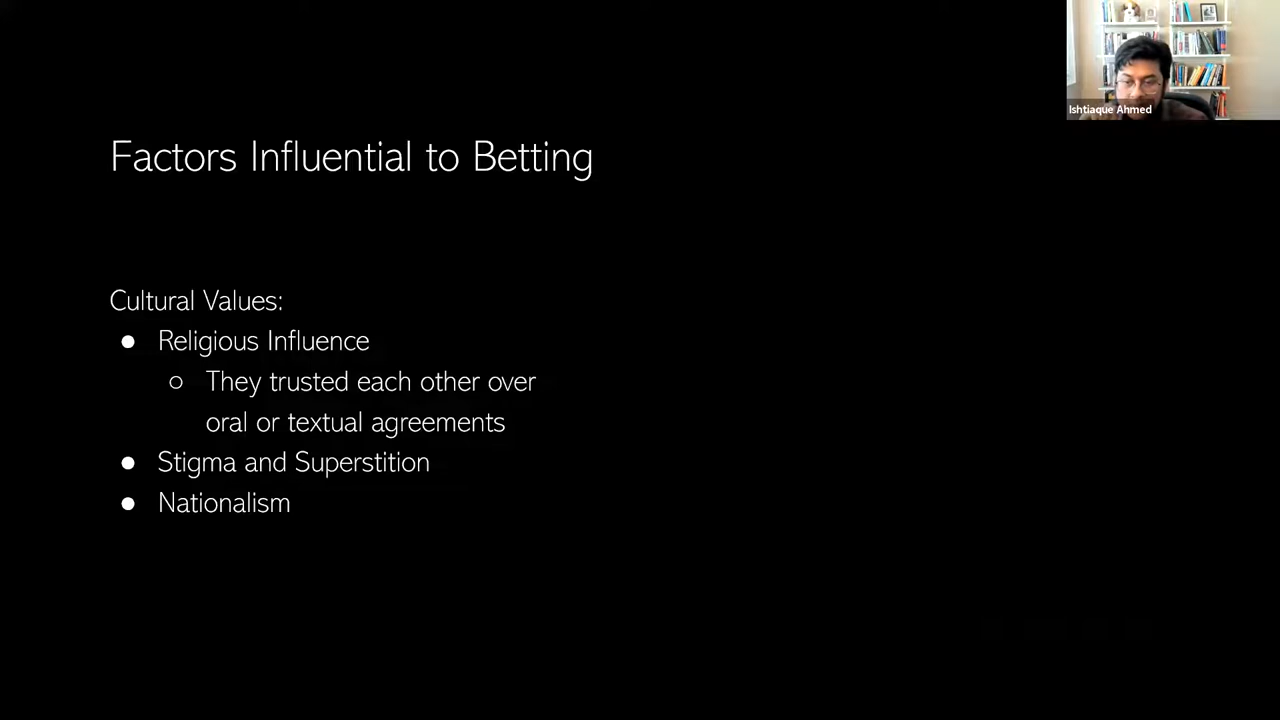 Ishtiaque Ahmed
Factors Influential to Betting
Cultural Values:
● Religious Influence
○ They trusted each other over
oral or textual agreements
● Stigma and Superstition
● Nationalism